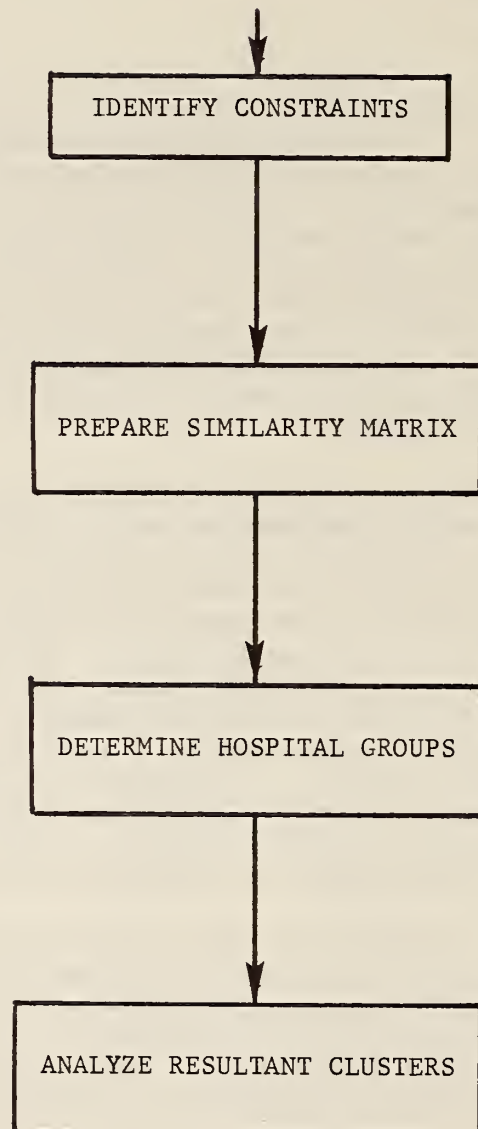 IDENTIFY CONSTRAINTS
PREPARE SIMILARITY MATRIX
DETERMINE HOSPITAL GROUPS
ANALYZE RESULTANT CLUSTERS